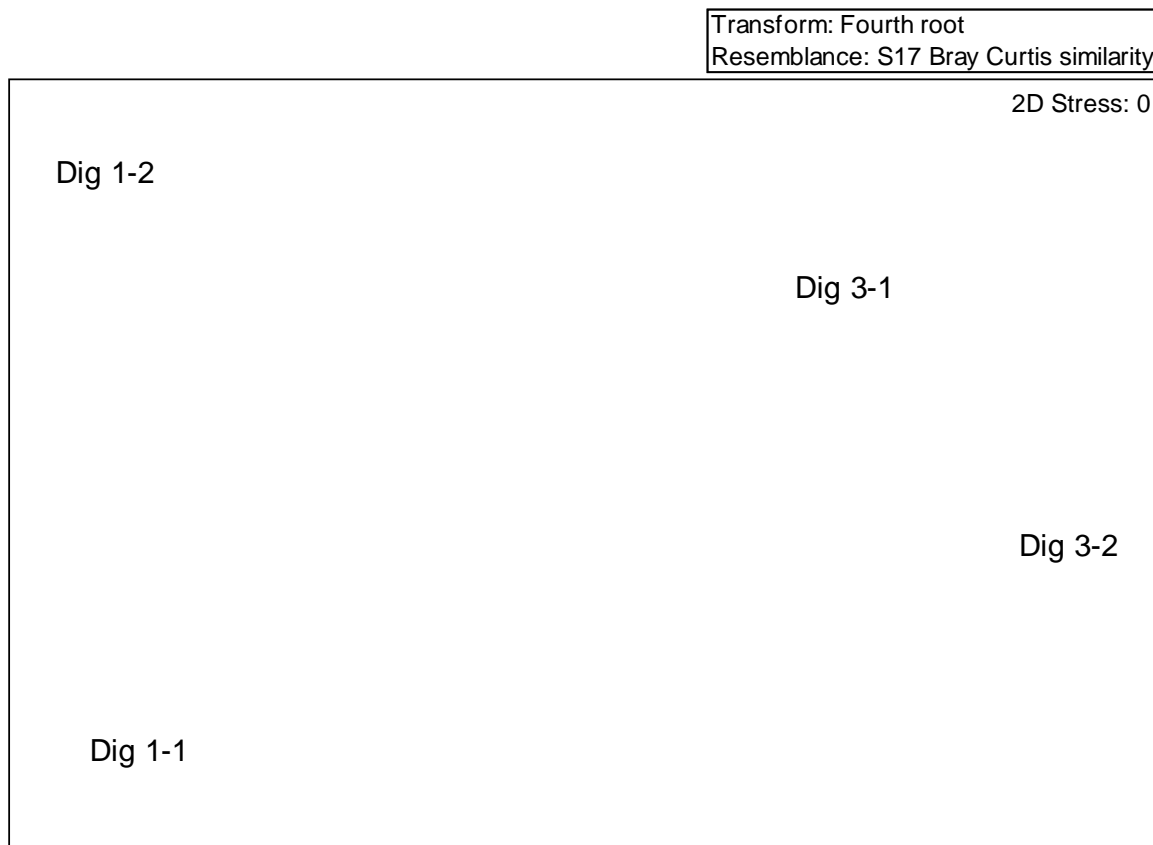 Transform: Fourth root
Resemblance: S17 Bray Curtis similarity
2D Stress: 0
Dig 1-2
Dig 3-1
Dig 3-2
Dig 1-1